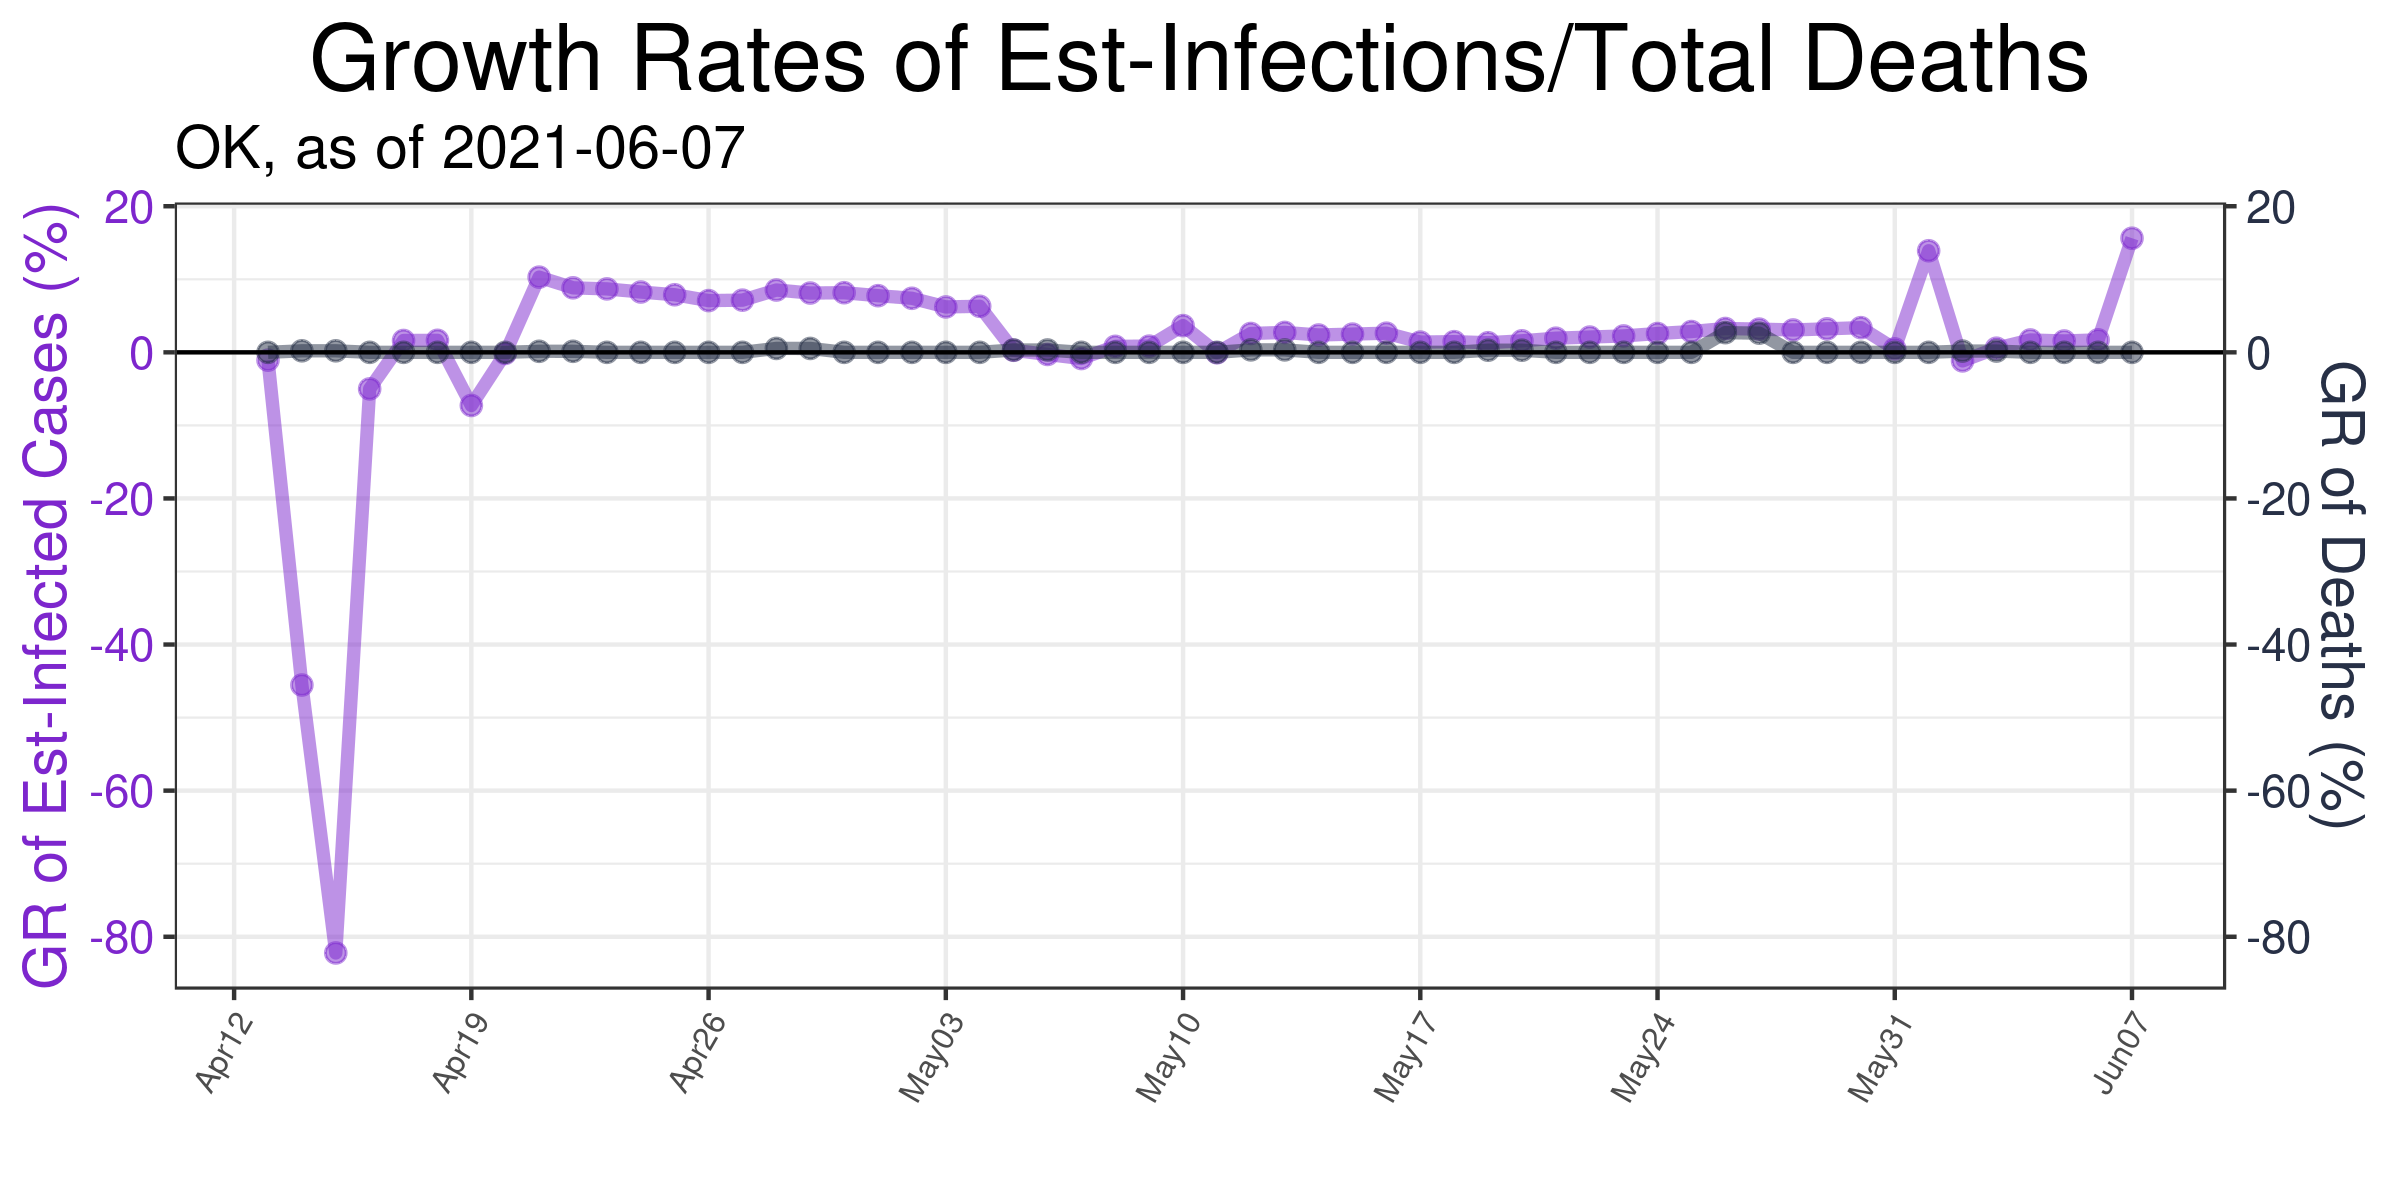 Growth Rates of Est-Infections/Total Deaths
OK, as of 2021-06-07
GR of Est-Infected Cases (%)
20
0
-20
-40
-60
-80
20
0
-20
-40
-60
-80
GR of Deaths (%)
Apr12
Apr19
Apr26
May03
May10
May17
May24
May31
Jun07